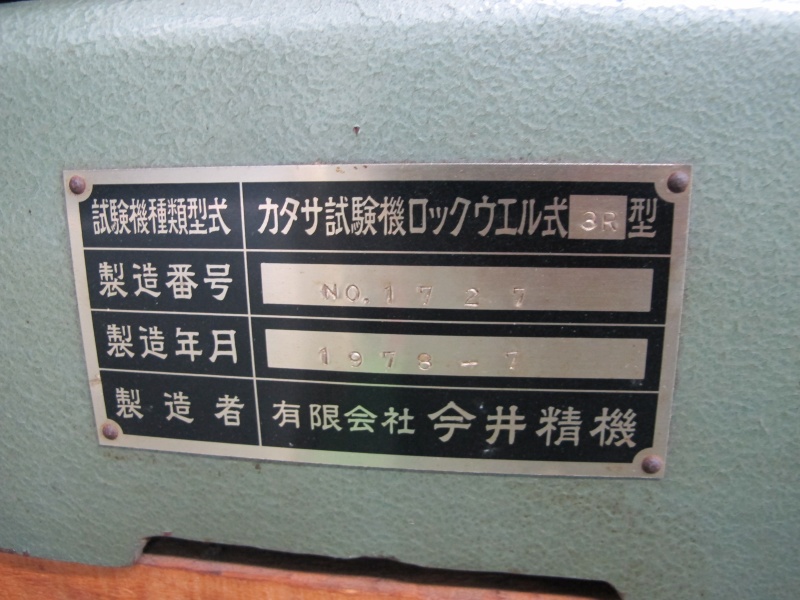 試験機種類型式 カタサ試験機ロックウエル式 3R 型
製造番号 NO.1727
製造年月 1978-7
製造者 有限会社 今井精機